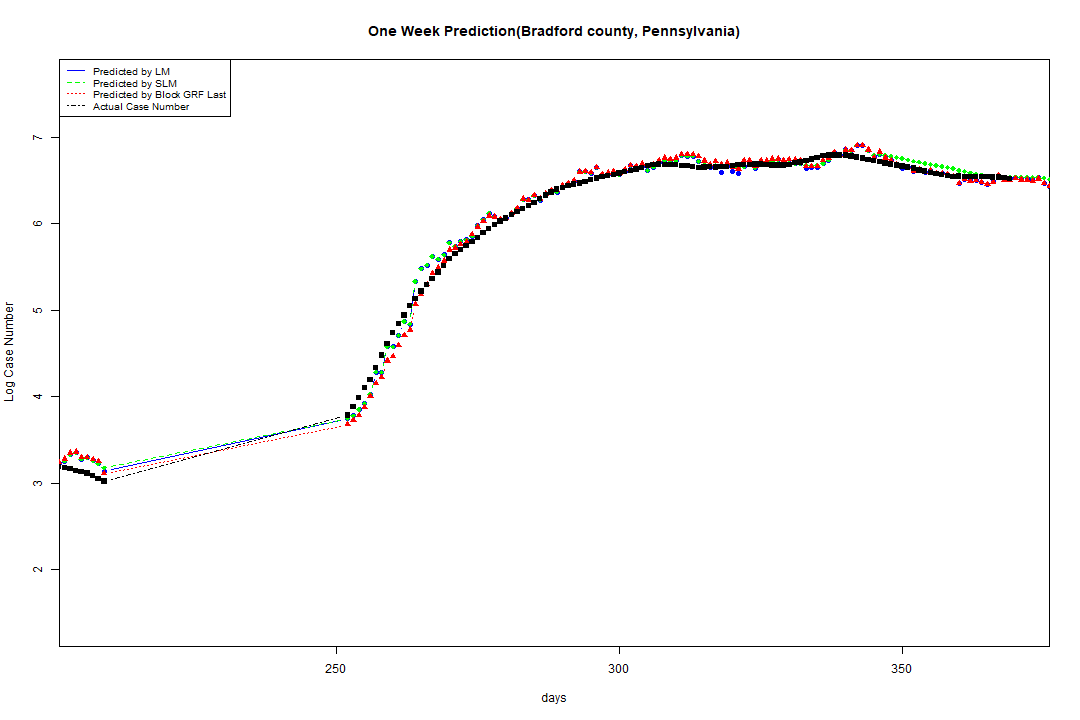 One Week Prediction(Bradford county, Pennsylvania)
Predicted by LM
Predicted by SLM
Predicted by Block GRF Last
Actual Case Number
7
6
5
4
3
2
Log Case Number
250 300 350
days